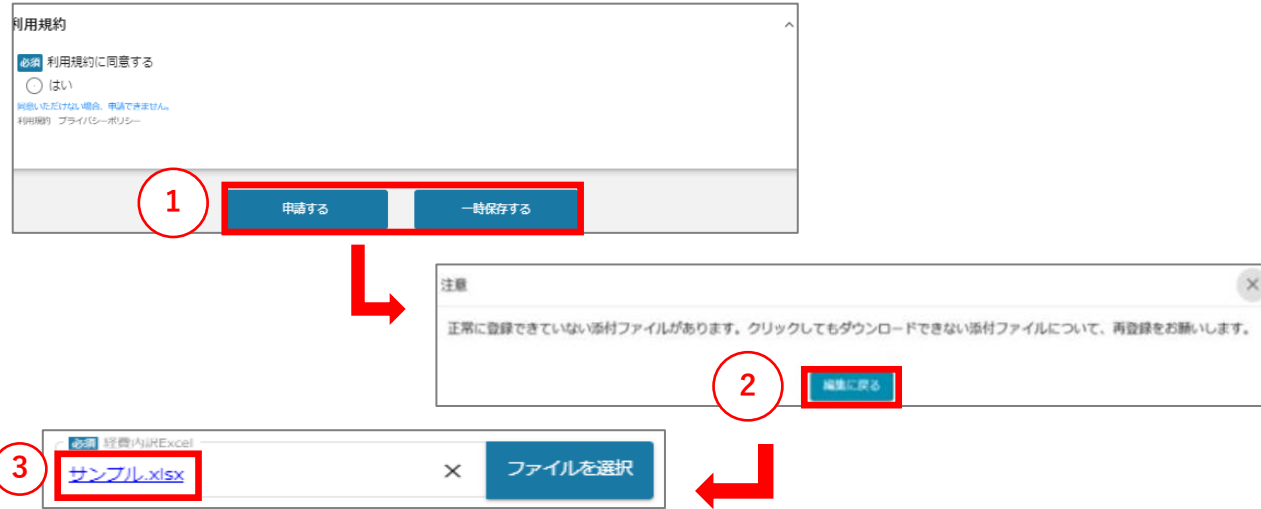 利用規約
必須 利用規約に同意する
はい
同意いただけない場合、申請できません。
利用規約 プライバシーポリシー
1
申請する
一時保存する
注意
×
正常に登録できていない添付ファイルがあります。クリックしてもダウンロードできない添付ファイルについて、再登録をお願いします。
2
編集に戻る
必須 経費内訳Excel
3
サンプル.xlsx
×
ファイルを選択